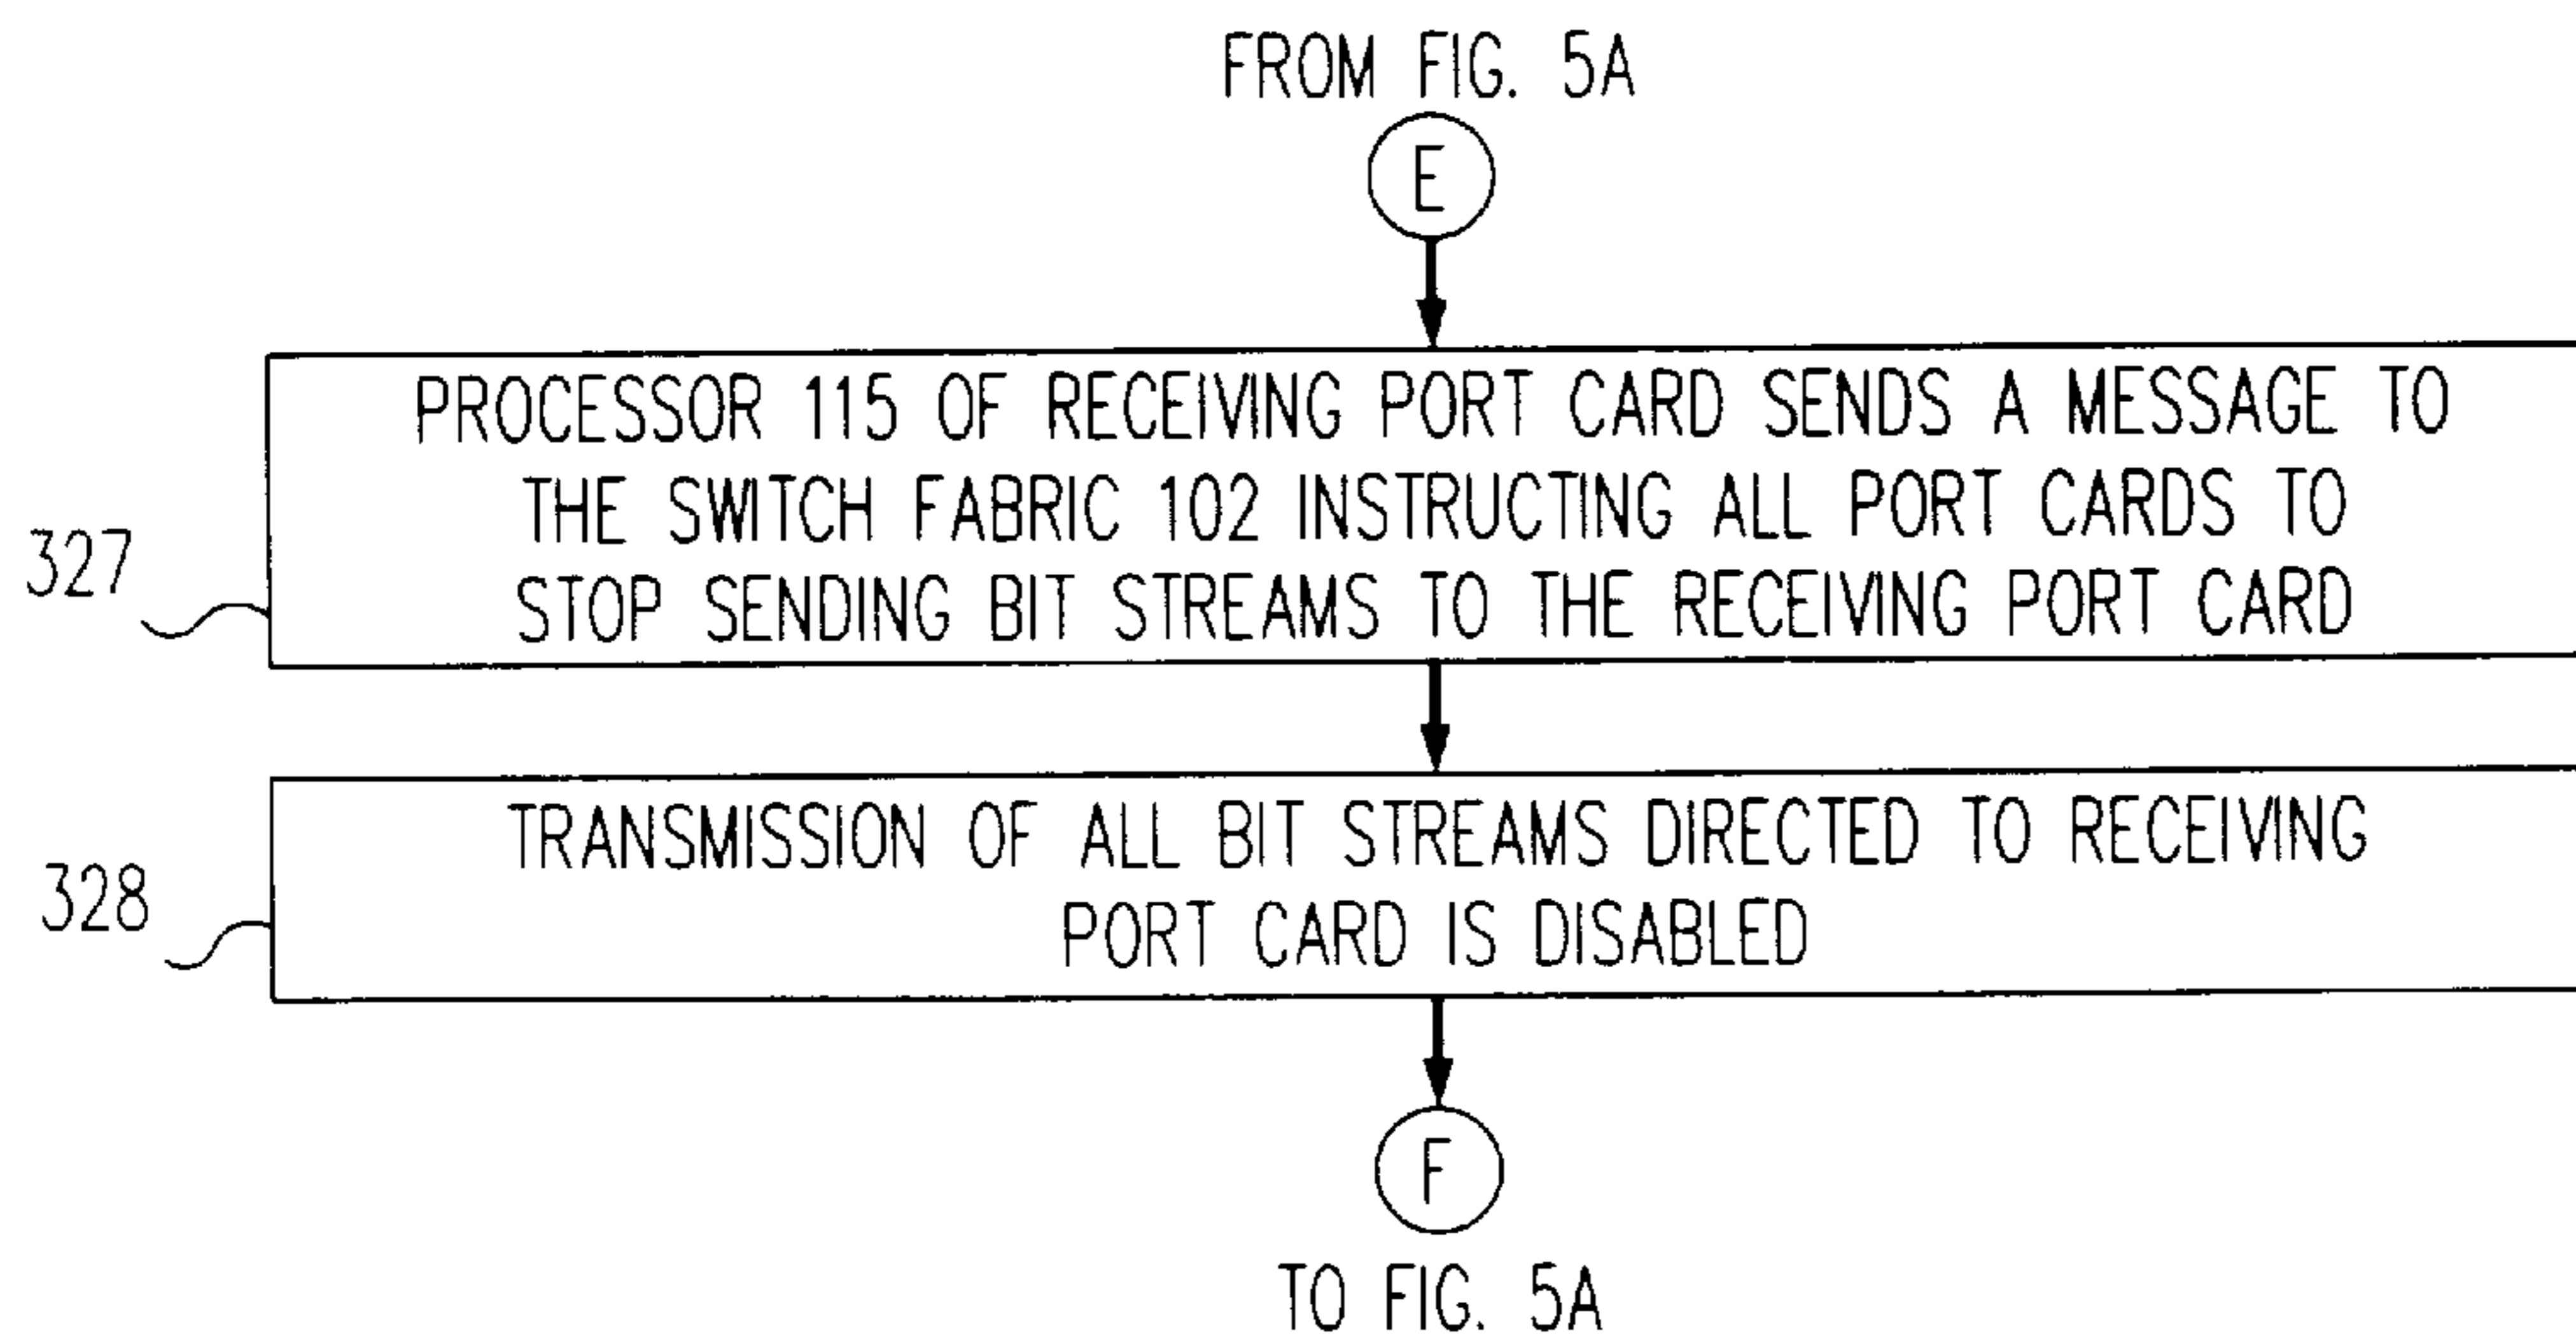 FROM FIG. 5A
E
PROCESSOR 115 OF RECEIVING PORT CARD SENDS A MESSAGE TO
THE SWITCH FABRIC 102 INSTRUCTING ALL PORT CARDS TO
STOP SENDING BIT STREAMS TO THE RECEIVING PORT CARD
327
TRANSMISSION OF ALL BIT STREAMS DIRECTED TO RECEIVING
PORT CARD IS DISABLED
328
F
TO FIG. 5A